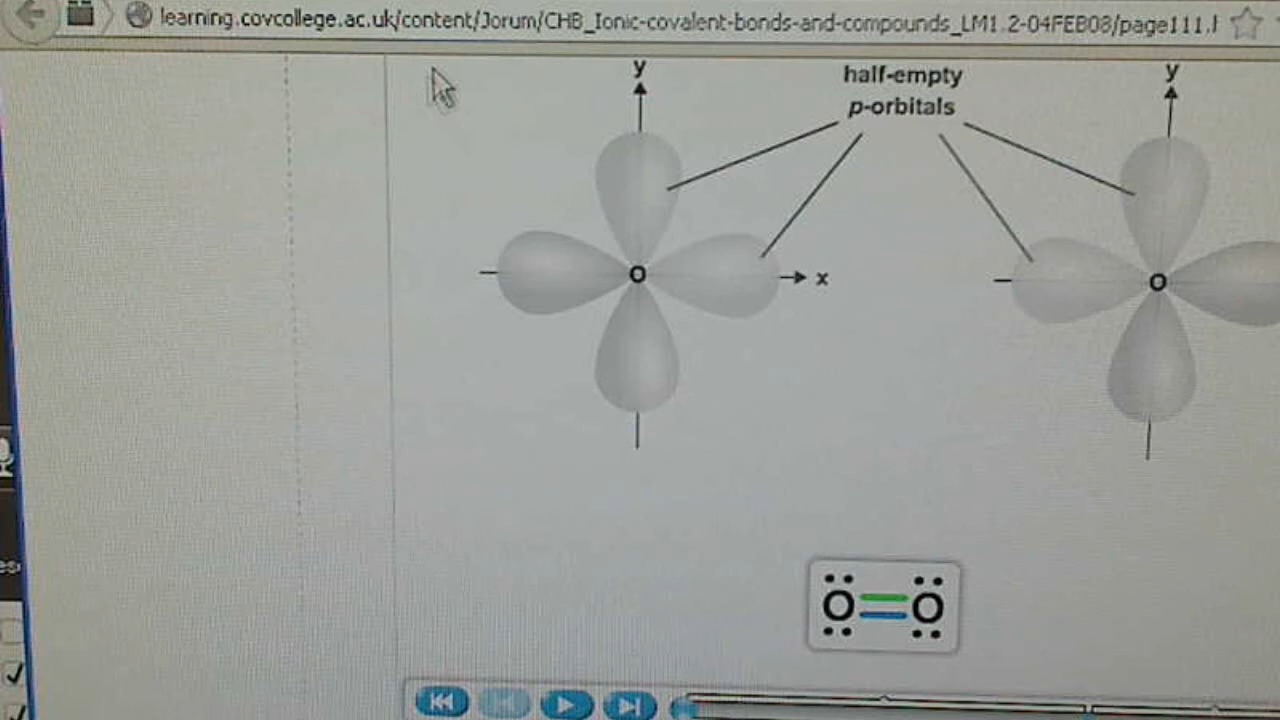 learning.covcollege.ac.uk/content/Jorum/CHB_Ionic-covalent-bonds-and-compounds_LM1.2-04FEB08/page111.
y
half-empty
p-orbitals
y
O
x
O
O=O